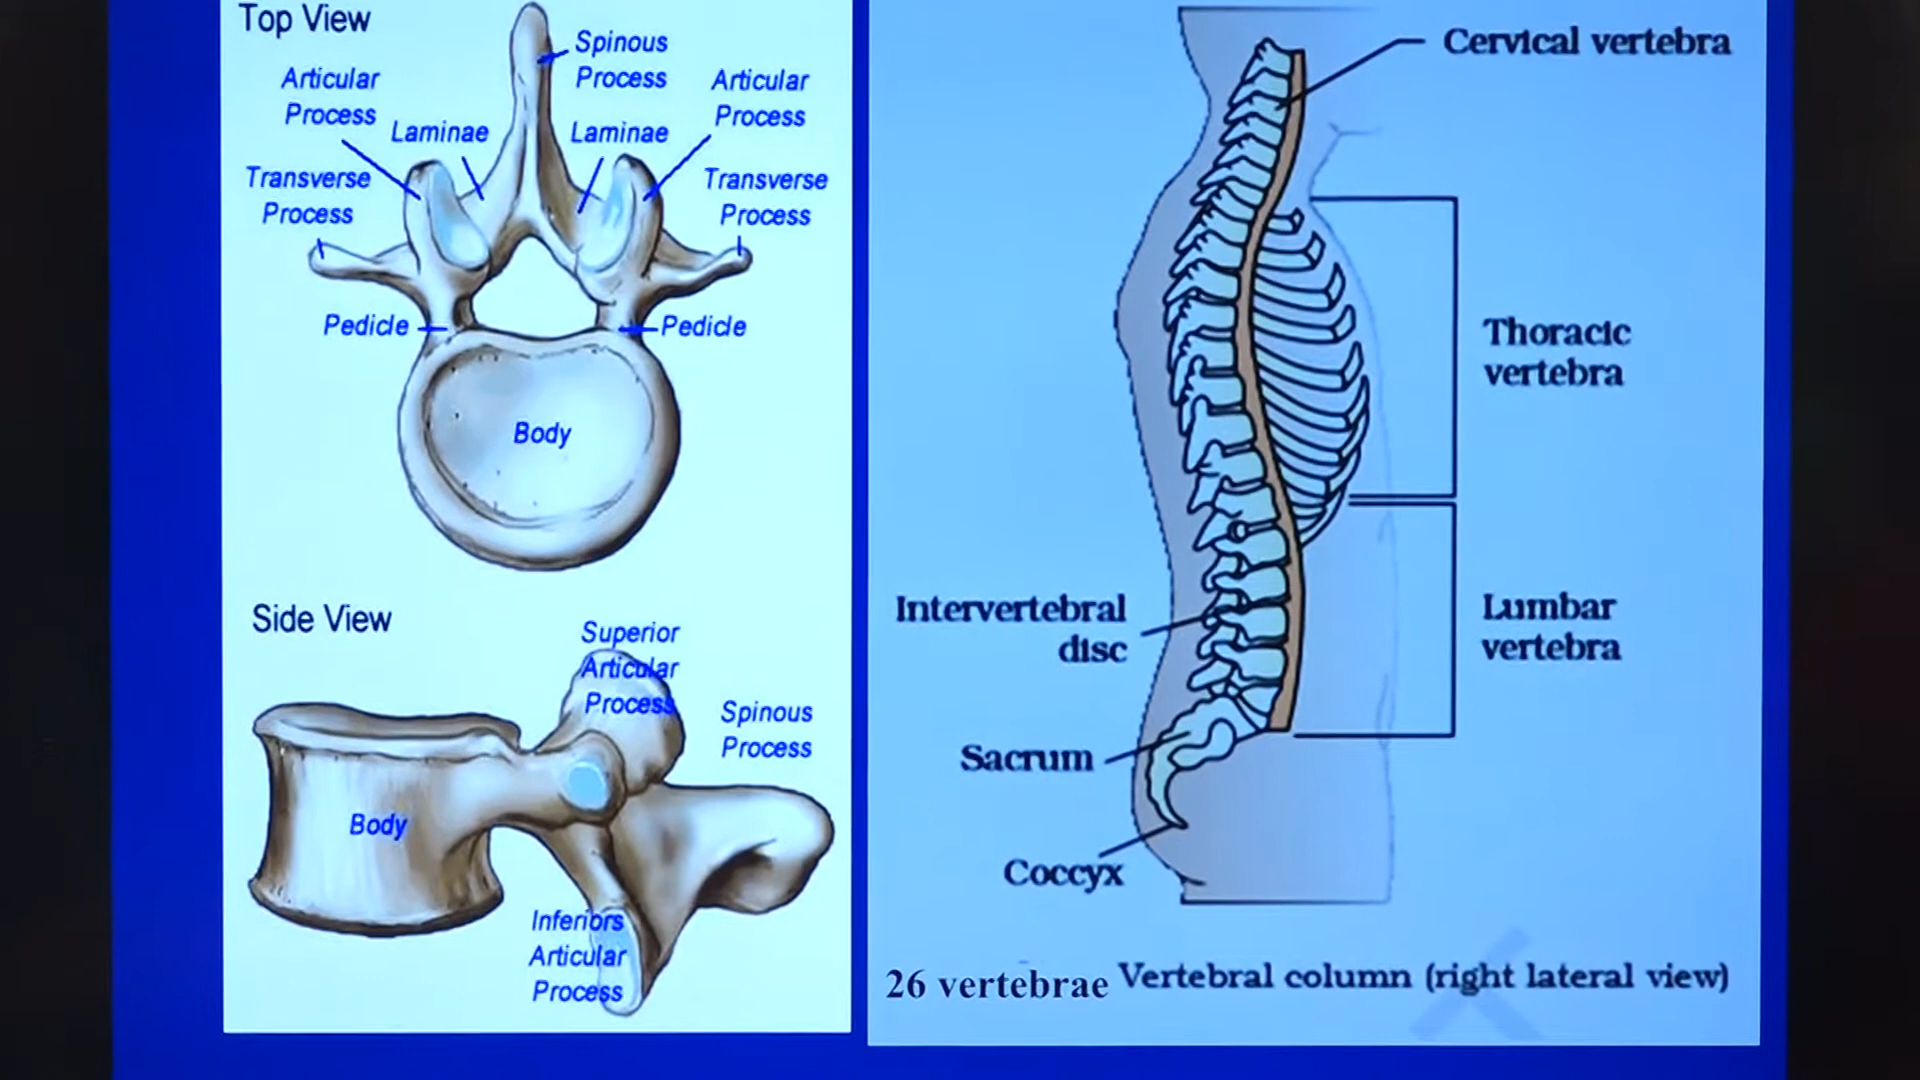 Top View
Spinous
Process
Articular
Process
Articular
Process
Laminae
Laminae
Transverse
Process
Transverse
Process
Pedicle
Pedicle
Body
Side View
Superior
Articular
Process
Spinous
Process
Body
Inferiors
Articular
Process
Cervical vertebra
Thoracic
vertebra
Intervertebral
disc
Lumbar
vertebra
Sacrum
Coccyx
26 vertebrae Vertebral column (right lateral view)